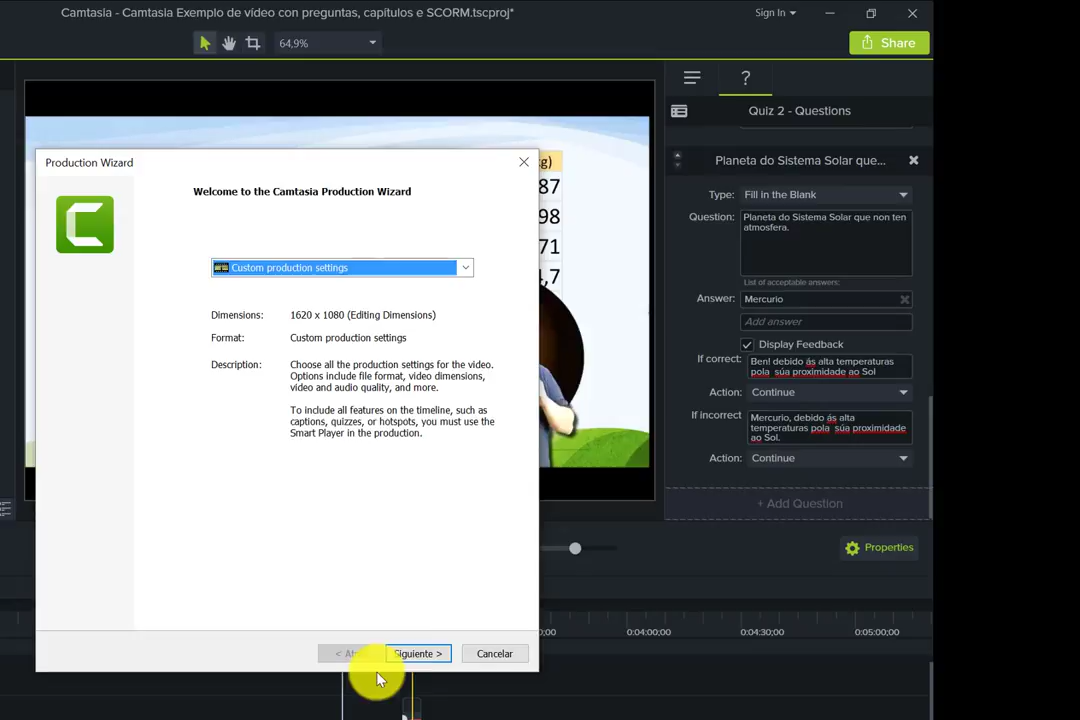 Camtasia - Camtasia Exemplo de vídeo con preguntas, capítulos e SCORM.tscproj*
Sign In
64,9%
Share
?
Quiz 2 - Questions
Production Wizard
Welcome to the Camtasia Production Wizard
Custom production settings
Dimensions: 1620 x 1080 (Editing Dimensions)
Format: Custom production settings
Description: Choose all the production settings for the video.
Options include file format, video dimensions,
video and audio quality, and more.
To include all features on the timeline, such as
captions, quizzes, or hotspots, you must use the
Smart Player in the production.
Siguiente >
Cancelar
87
98
71
4,7
Planeta do Sistema Solar que...
Type: Fill in the Blank
Question: Planeta do Sistema Solar que non ten
atmosfera.
List of acceptable answers:
Answer: Mercurio
Add answer
Display Feedback
If correct: Ben! debido ás alta temperaturas
pola súa proximidade ao Sol
Action: Continue
If incorrect Mercurio, debido ás alta
temperaturas pola súa proximidade
ao Sol.
Action: Continue
+ Add Question
Properties
0:00
0:04:00;00
0:04:30;00
0:05:00;00